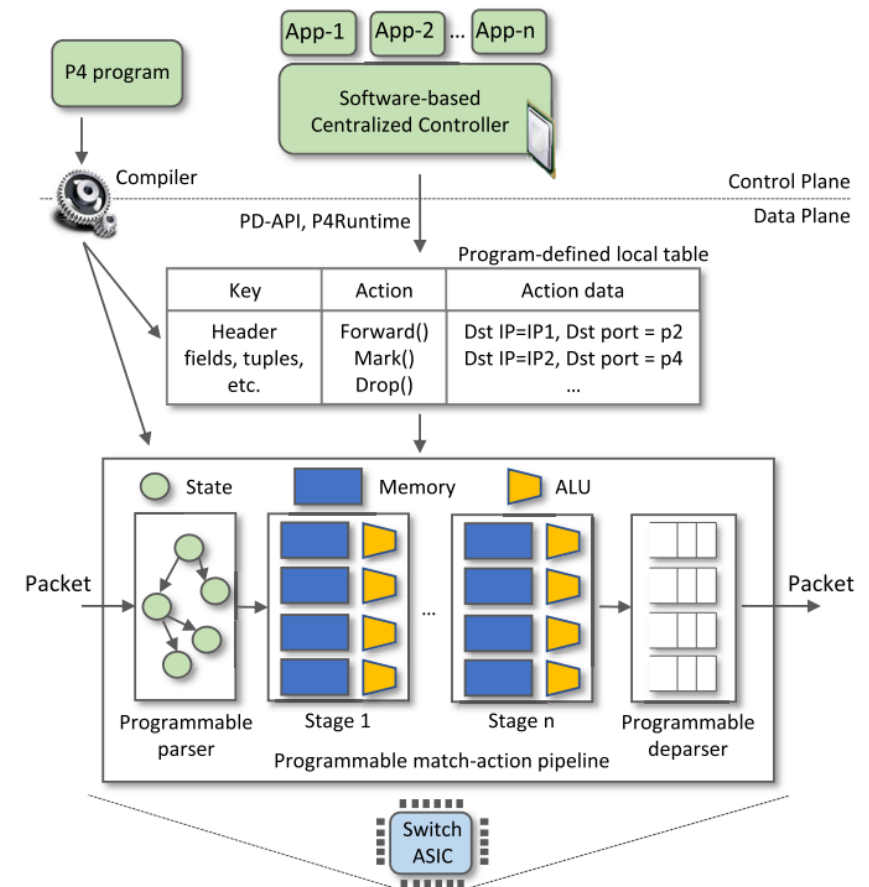 App-1
App-2
...
App-n
P4 program
Software-based
Centralized Controller
Compiler
Control Plane
PD-API, P4Runtime
Data Plane
Program-defined local table
Key
Action
Action data
Header
fields, tuples,
etc.
Forward()
Mark()
Drop()
Dst IP=IP1, Dst port = p2
Dst IP=IP2, Dst port = p4
...
State
Memory
ALU
Packet
...
Packet
Programmable
parser
Stage 1
Stage n
Programmable
deparser
Programmable match-action pipeline
Switch
ASIC